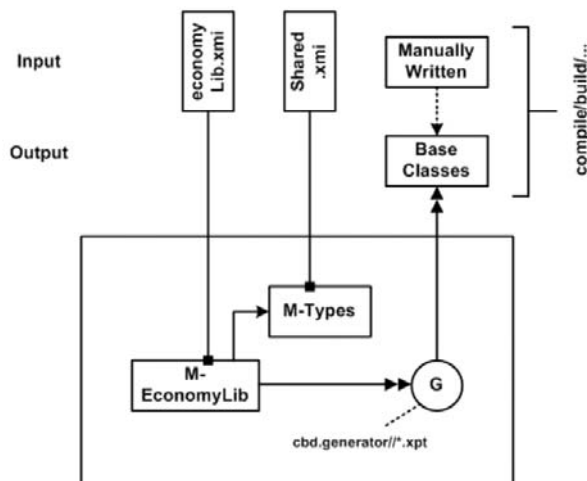 Input
economy
Lib.xmi
Shared
.xmi
Manually
Written
compile/build/...
Output
Base
Classes
M-Types
M-
EconomyLib
G
cbd.generator//*.xpt